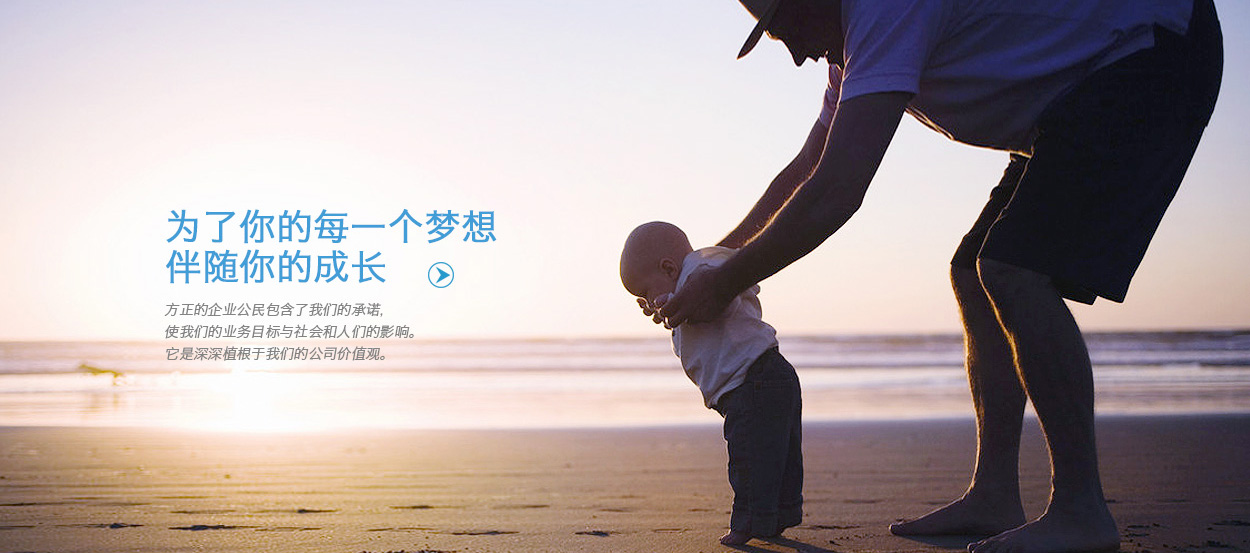 为了你的每一个梦想
伴随你的成长
方正的企业公民包含了我们的承诺,
使我们的业务目标与社会和人们的影响。
它是深深植根于我们的公司价值观。